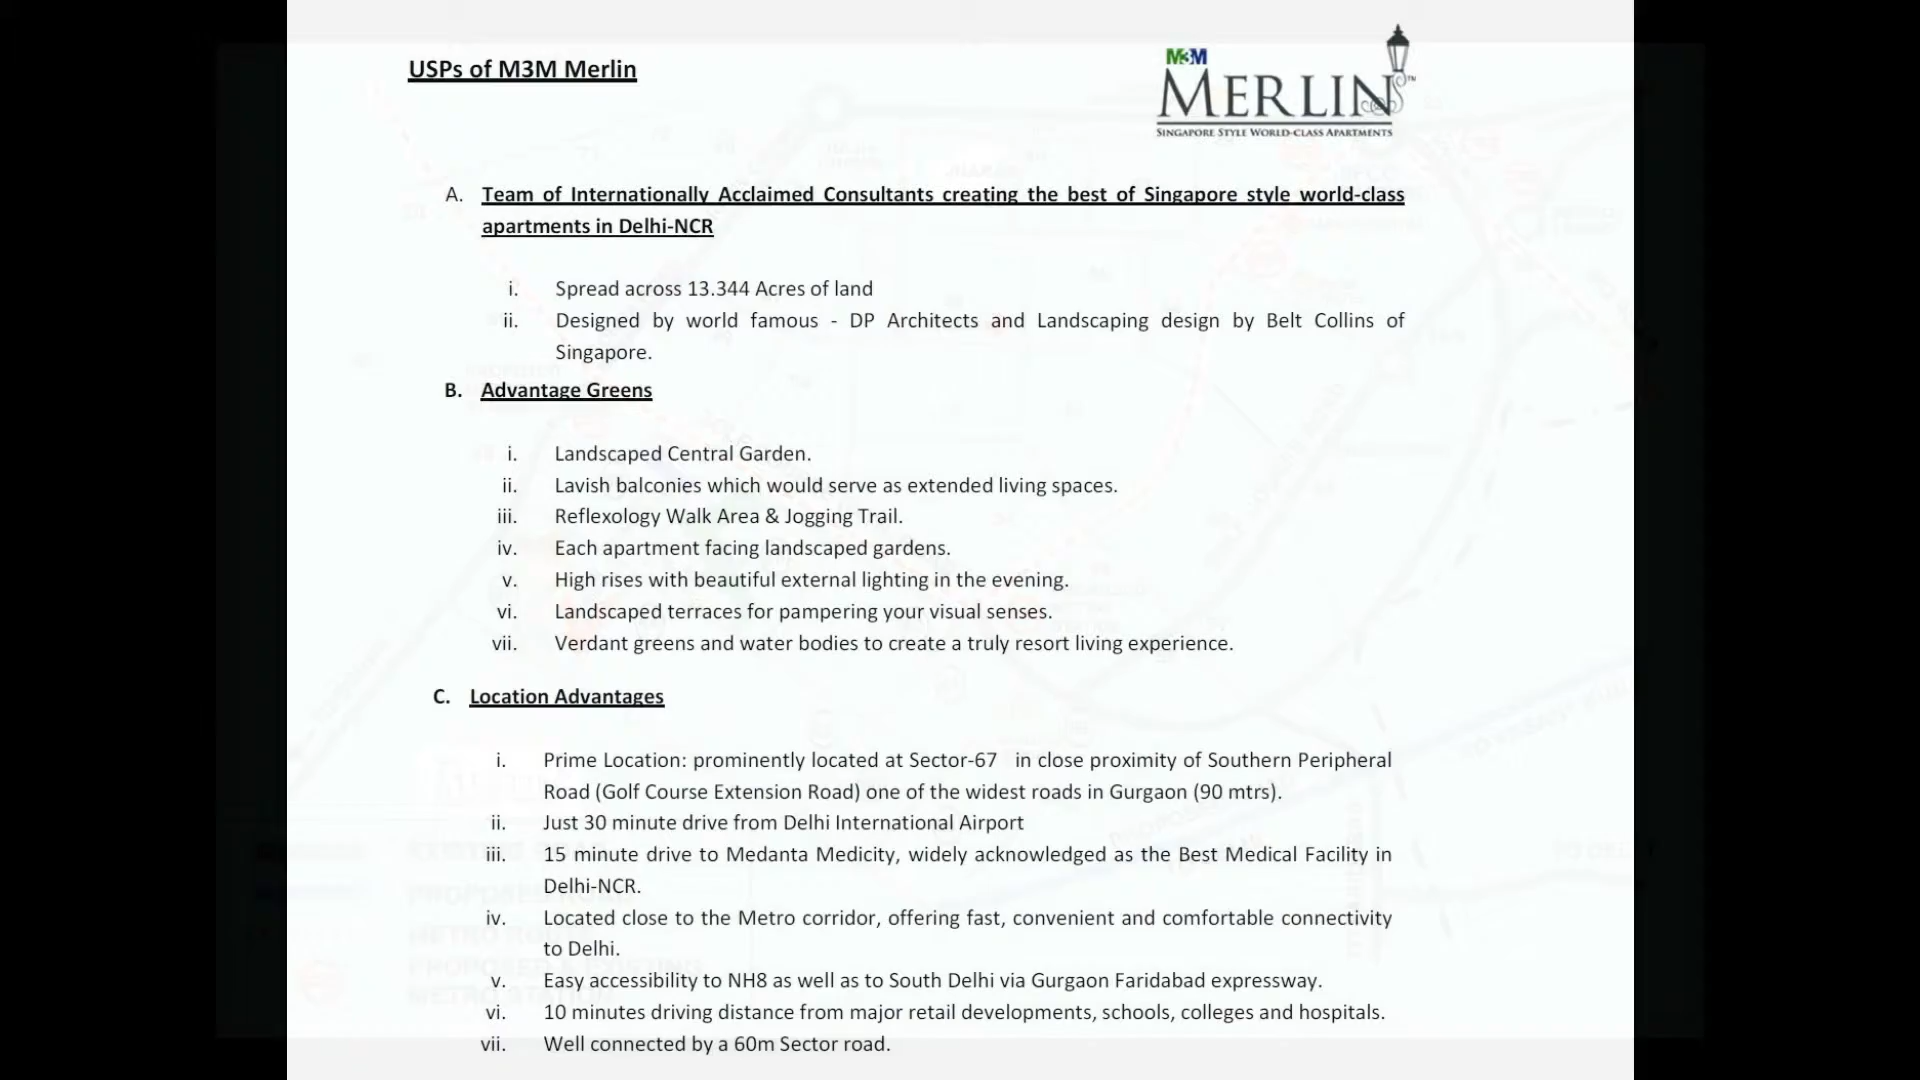 USPs of M3M Merlin
M3M
MERLIN™
SINGAPORE STYLE WORLD-CLASS APARTMENTS
A. Team of Internationally Acclaimed Consultants creating the best of Singapore style world-class
apartments in Delhi-NCR
i. Spread across 13.344 Acres of land
ii. Designed by world famous - DP Architects and Landscaping design by Belt Collins of
Singapore.
B. Advantage Greens
i. Landscaped Central Garden.
ii. Lavish balconies which would serve as extended living spaces.
iii. Reflexology Walk Area & Jogging Trail.
iv. Each apartment facing landscaped gardens.
v. High rises with beautiful external lighting in the evening.
vi. Landscaped terraces for pampering your visual senses.
vii. Verdant greens and water bodies to create a truly resort living experience.
C. Location Advantages
i. Prime Location: prominently located at Sector-67 in close proximity of Southern Peripheral
Road (Golf Course Extension Road) one of the widest roads in Gurgaon (90 mtrs).
ii. Just 30 minute drive from Delhi International Airport
iii. 15 minute drive to Medanta Medicity, widely acknowledged as the Best Medical Facility in
Delhi-NCR.
iv. Located close to the Metro corridor, offering fast, convenient and comfortable connectivity
to Delhi.
v. Easy accessibility to NH8 as well as to South Delhi via Gurgaon Faridabad expressway.
vi. 10 minutes driving distance from major retail developments, schools, colleges and hospitals.
vii. Well connected by a 60m Sector road.